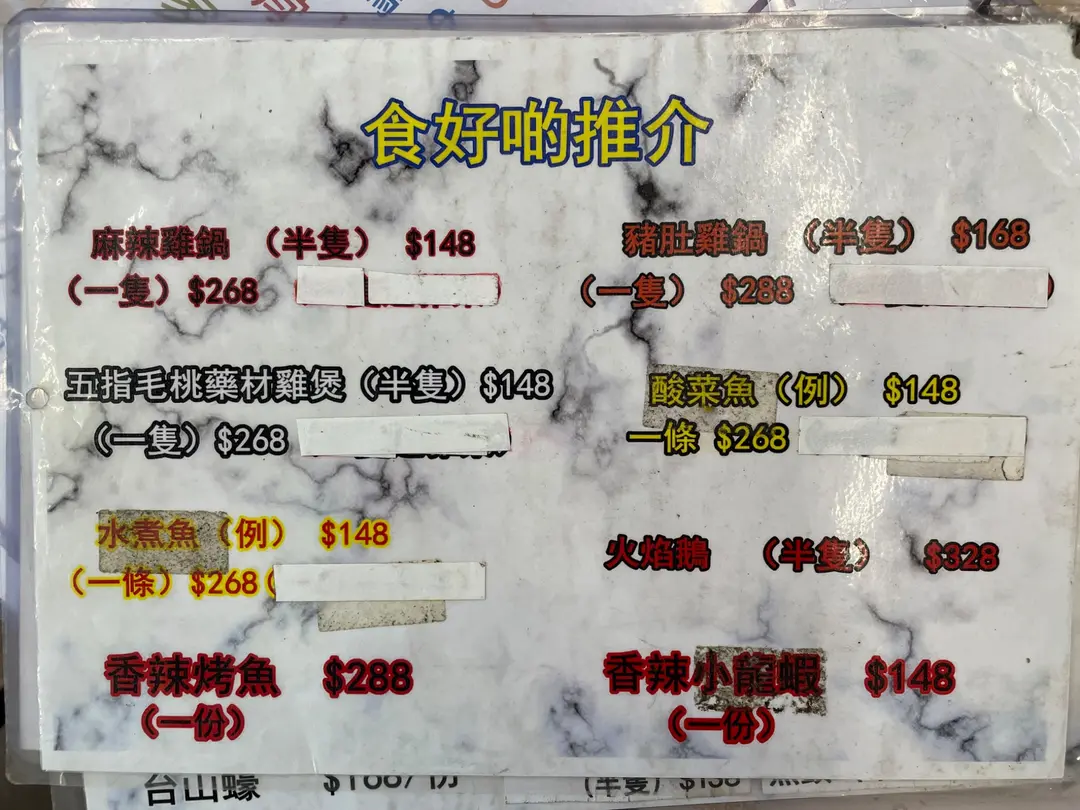 食好啲推介
麻辣雞鍋 （半隻） $148
（一隻）$268
豬肚雞鍋 （半隻） $168
（一隻） $288
五指毛桃藥材雞煲（半隻）$148
（一隻）$268
酸菜魚（例） $148
一條 $268
水煮魚（例） $148
（一條）$268（
火焰鵝 （半隻） $328
香辣烤魚 $288
（一份）
香辣小龍蝦 $148
（一份）
台山蠔
（半隻）